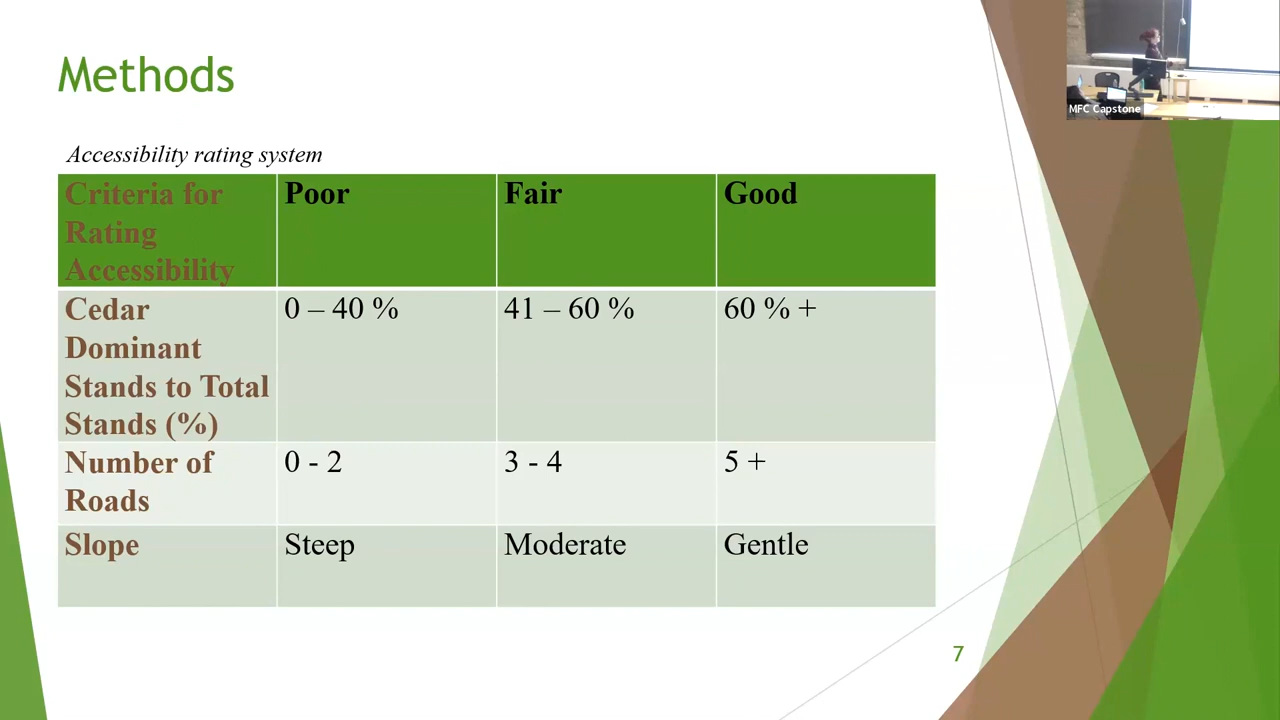 Methods
MFC Capstone
Accessibility rating system
Criteria for
Rating
Accessibility
Poor
Fair
Good
Cedar
Dominant
Stands to Total
Stands (%)
0 – 40 %
41 – 60 %
60 % +
Number of
Roads
0 - 2
3 - 4
5 +
Slope
Steep
Moderate
Gentle
7